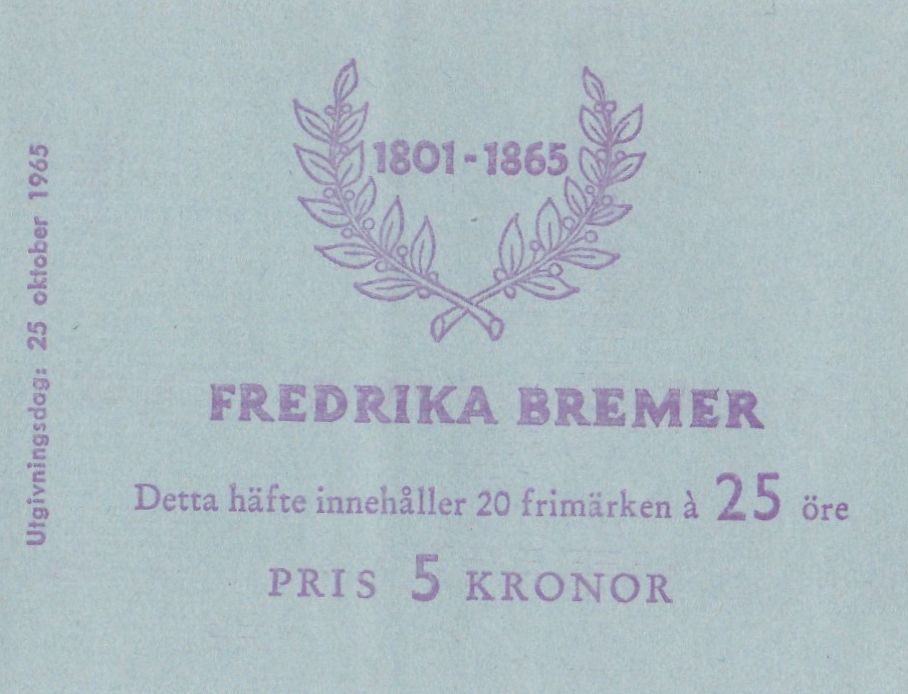 1801-1865
FREDRIKA BREMER
Detta häfte innehåller 20 frimärken à 25 öre
PRIS 5 KRONOR
Utgivningsdag: 25 oktober 1965